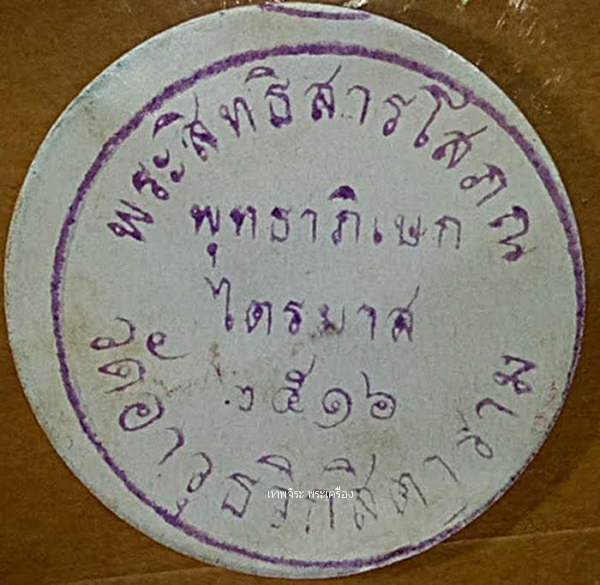 พระสิทธิสารโสภณ
พุทธาภิเษก
ไตรมาส
๒๕๑๖
วัดอาวุธวิกสิตาราม
เทพจิระ พระเครื่อง